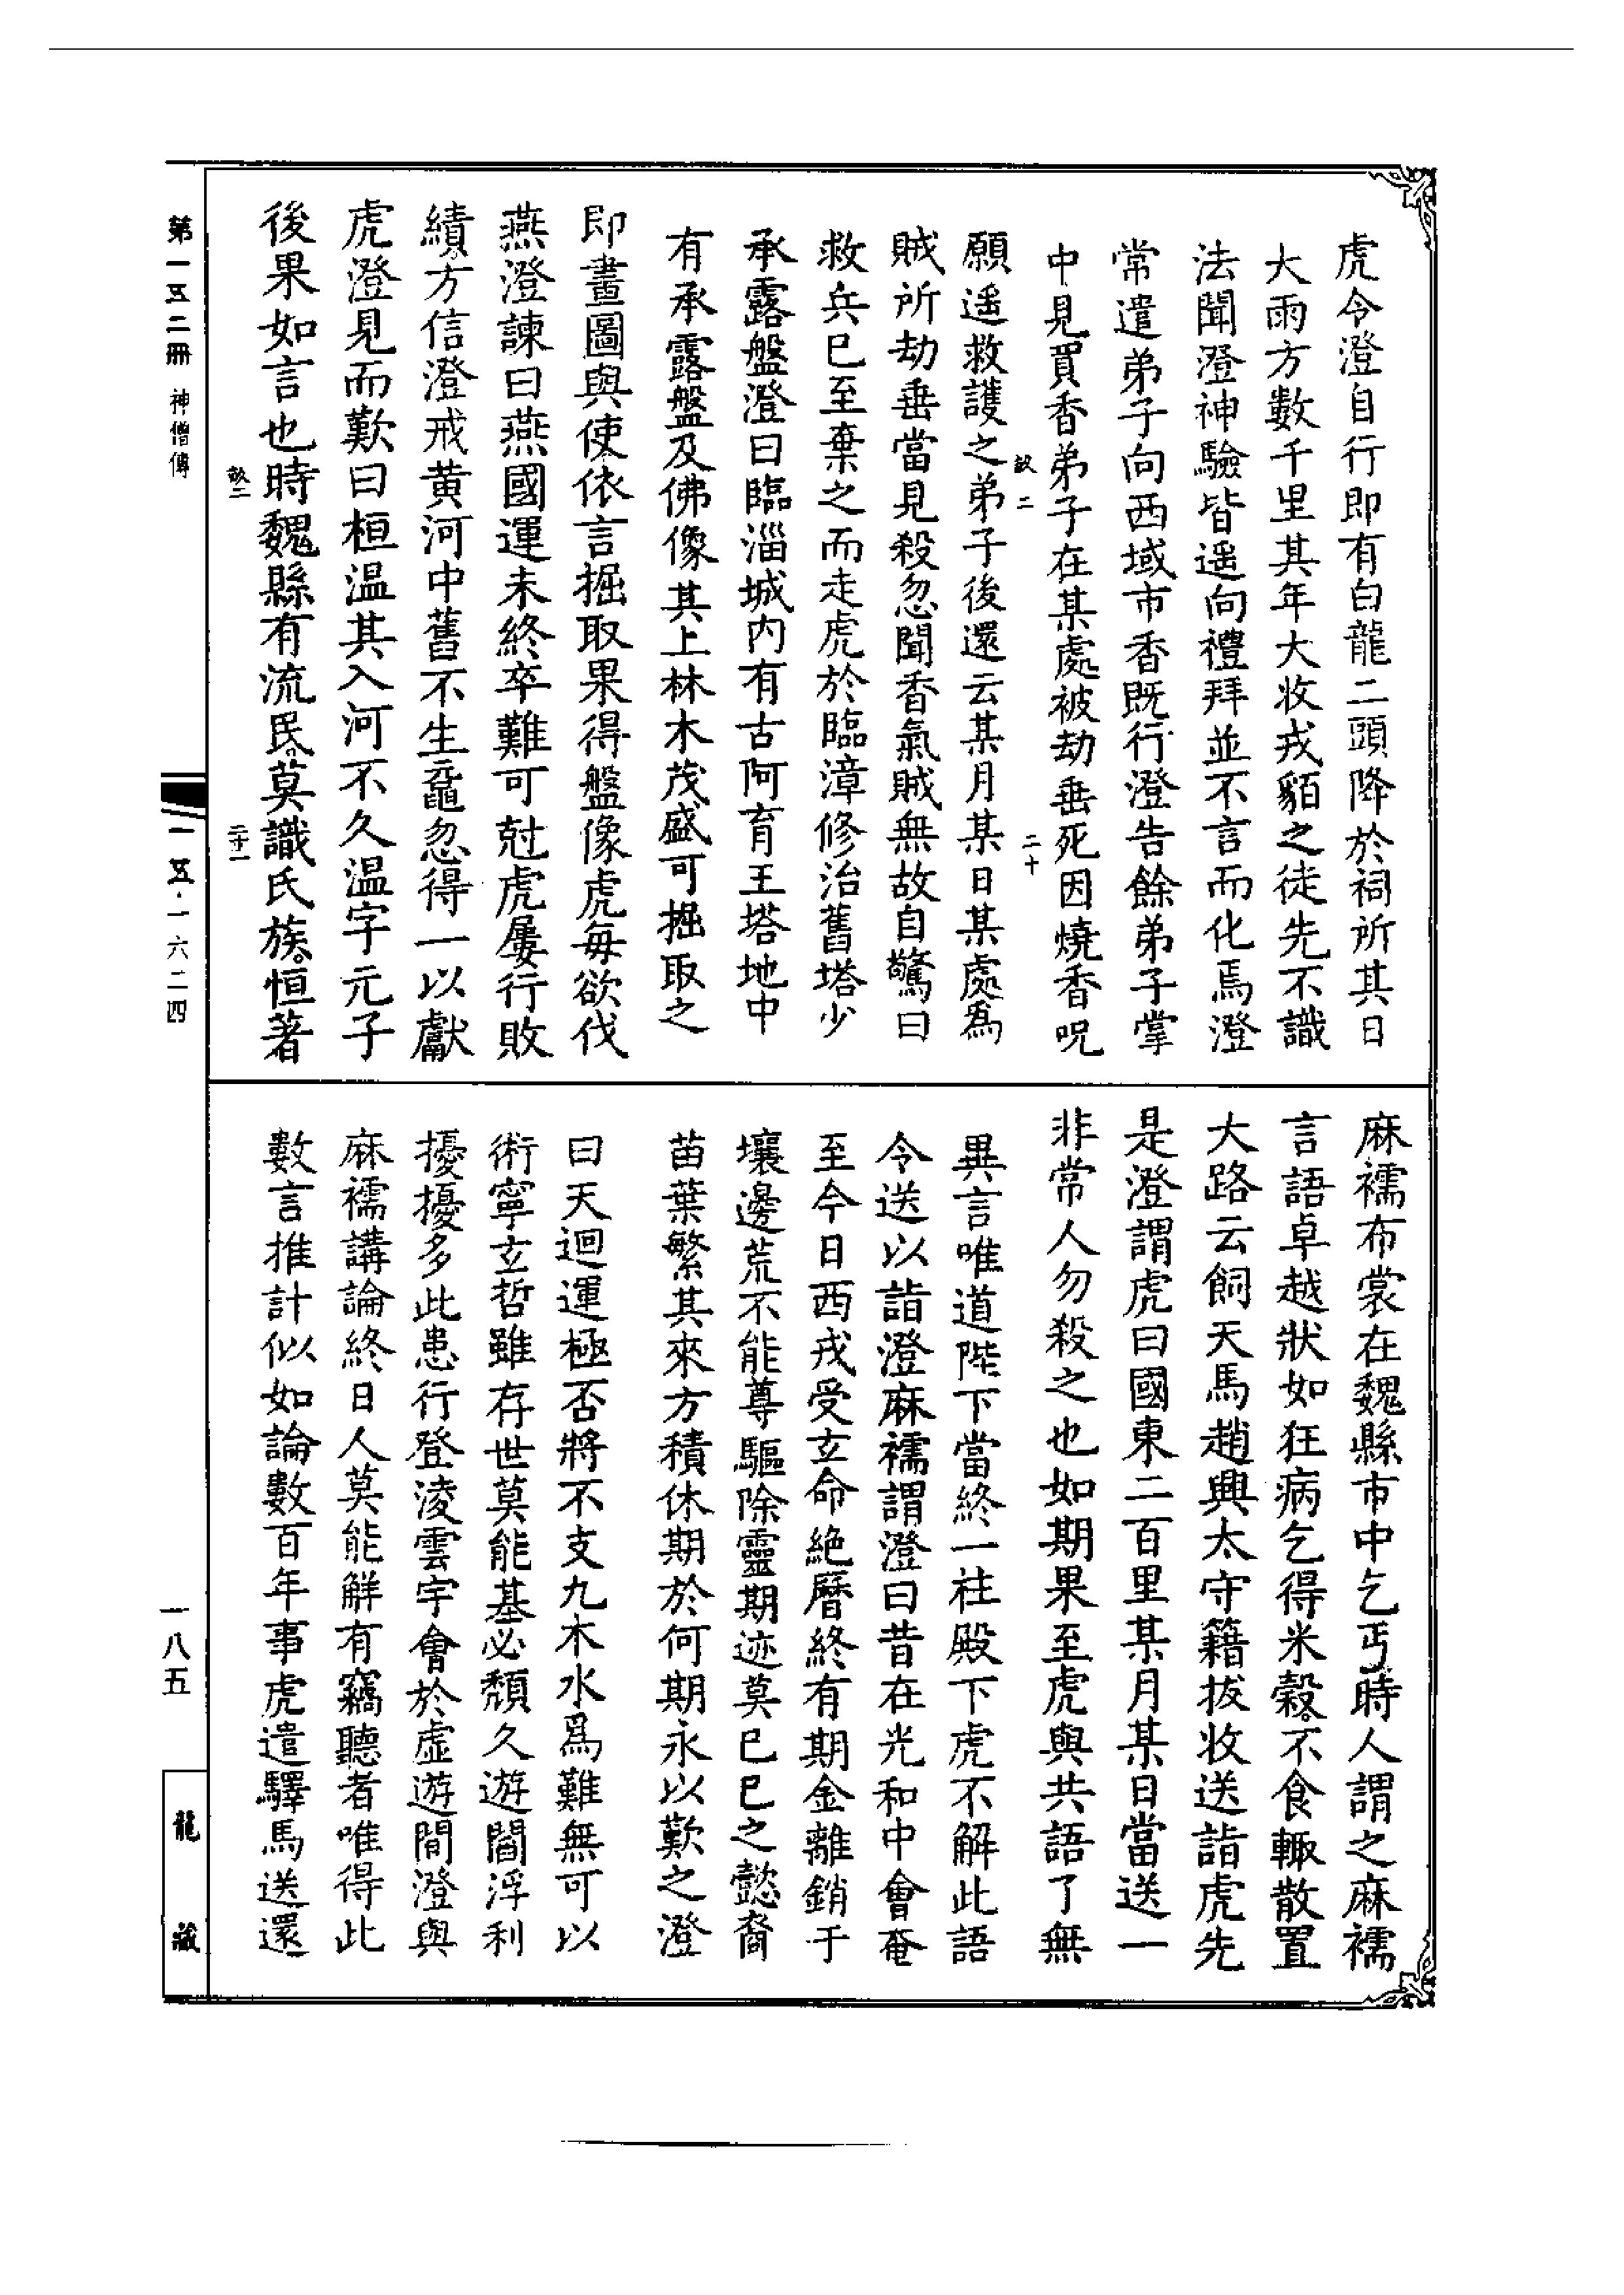 虎令澄自行即有白龍二頭降於祠所其日
大雨方數千里其年大收戎貊之徒先不識
法聞澄神驗皆遥向禮拜並不言而化焉澄
常遣弟子向西域市香既行澄告餘弟子掌
中見買香弟子在某處被劫垂死因燒香呪
願遥救護之弟子後還云某月某日某處為
賊所劫垂當見殺忽聞香氣賊無故自驚曰
救兵巳至棄之而走虎於臨漳修治舊塔少
承露盤澄曰臨淄城内有古阿育王塔地中
有承露盤及佛像其上林木茂盛可掘取之
即畫圖與使依言掘取果得盤像虎每欲伐
燕澄諫曰燕國運未終卒難可尅虎屢行敗
績方信澄戒黄河中舊不生黿忽得一以獻
虎澄見而歎曰桓温其入河不久温字元子
後果如言也時魏縣有流民莫識氏族恒著
麻襦布裳在魏縣市中乞丐時人謂之麻襦
言語卓越狀如狂病乞得米穀不食輙散置
大路云飼天馬趙興太守籍拔收送詣虎先
是澄謂虎曰國東二百里某月某日當送一
非常人勿殺之也如期果至虎與共語了無
異言唯道陛下當終一柱殿下虎不解此語
令送以詣澄麻襦謂澄曰昔在光和中會奄
至今日西戎受玄命絶曆終有期金離銷于
壤邊荒不能尊驅除靈期迹莫巳巳之懿裔
苗葉繁其來方積休期於何期永以歎之澄
曰天迴運極否將不支九木水爲難無可以
術寧玄哲雖存世莫能基必頹久遊閻浮利
擾擾多此患行登淩雲宇會於虚遊間澄與
麻襦講論終日人莫能解有竊聽者唯得此
數言推計似如論數百年事虎遣驛馬送還
第一五二冊 神僧傳
一五·一六二四
一八五
龍藏